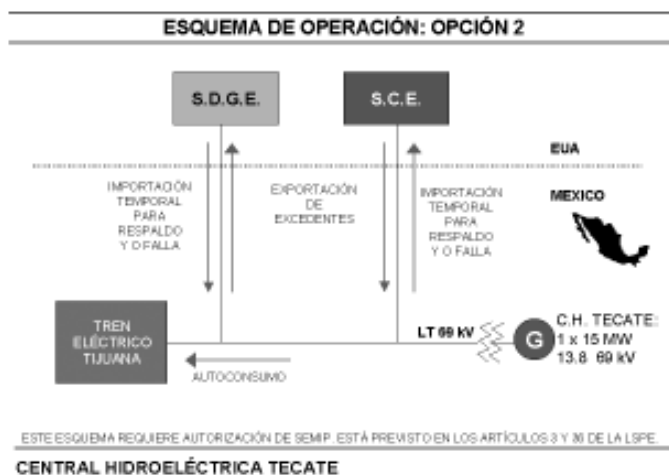 ESQUEMA DE OPERACIÓN: OPCIÓN 2
S.D.G.E.
S.C.E.
EUA
MEXICO
IMPORTACIÓN
TEMPORAL
PARA
RESPALDO
Y O FALLA
EXPORTACIÓN
DE
EXCEDENTES
IMPORTACIÓN
TEMPORAL
PARA
RESPALDO
Y O FALLA
TREN
ELÉCTRICO
TIJUANA
AUTOCONSUMO
LT 69 kV
G
C.H. TECATE:
1 x 15 MW
13.8 69 kV
ESTE ESQUEMA REQUIERE AUTORIZACIÓN DE SEMIP. ESTÁ PREVISTO EN LOS ARTÍCULOS 3 Y 36 DE LA LSPE.
CENTRAL HIDROELÉCTRICA TECATE